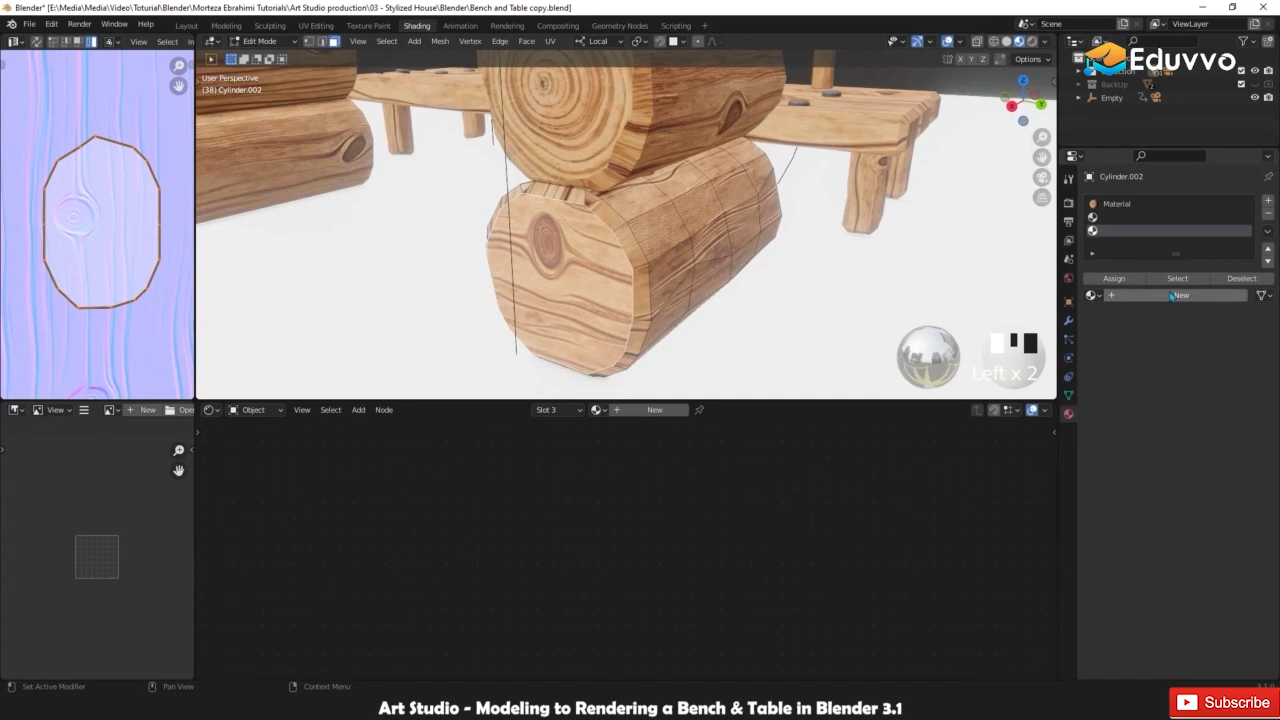 Blender* [E:\Media\Media\Video\Toturial\Blender\Morteza Ebrahimi Tutorials\Art Studio production\03 - Stylized House\Blender\Bench and Table copy.blend]
File Edit Render Window Help Layout Modeling Sculpting UV Editing Texture Paint Shading Animation Rendering Compositing Geometry Nodes Scripting + Scene ViewLayer
View Select Edit Mode View Select Add Mesh Vertex Edge Face UV Local
X Y Z Options
User Perspective
(38) Cylinder.002
Eduvvo
BackUp
Empty
Cylinder.002
Material
Assign Select Deselect
New
Left x 2
View New Object View Select Add Node Slot 3 New
Set Active Modifier Pan View Context Menu
Art Studio - Modeling to Rendering a Bench & Table in Blender 3.1
Subscribe